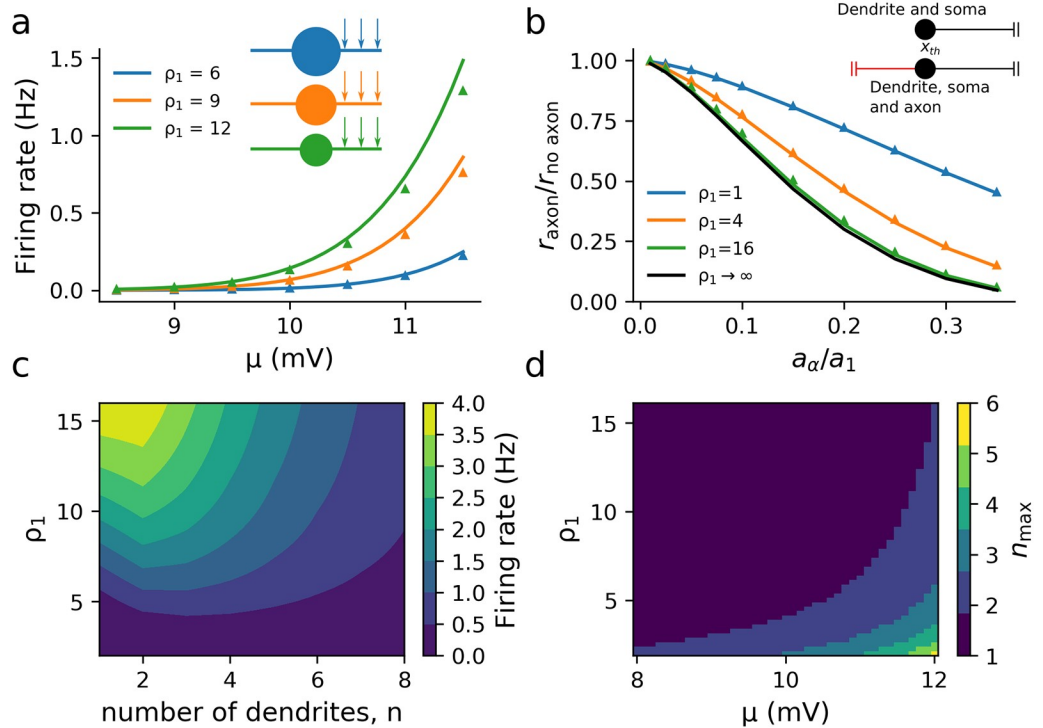 a
Firing rate (Hz)
1.5
1.0
0.5
0.0
ρ₁ = 6
ρ₁ = 9
ρ₁ = 12
9
10
11
μ (mV)
b
Dendrite and soma
x_th
Dendrite, soma
and axon
r_axon/r_no axon
1.00
0.75
0.50
0.25
0.00
ρ₁=1
ρ₁=4
ρ₁=16
ρ₁ → ∞
0.0
0.1
0.2
0.3
a_α/a₁
c
ρ₁
15
10
5
2
4
6
8
number of dendrites, n
4.0
3.5
3.0
2.5
2.0
1.5
1.0
0.5
0.0
Firing rate (Hz)
d
ρ₁
15
10
5
8
10
12
μ (mV)
6
5
4
3
2
1
n_max